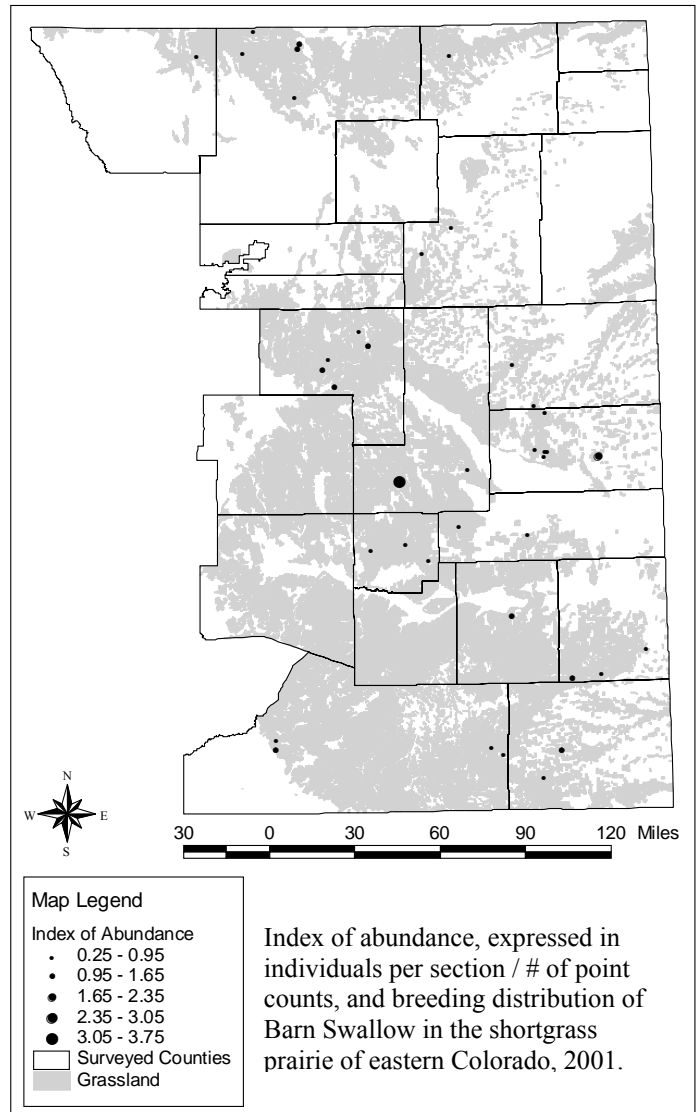 N
W E
S
30 0 30 60 90 120 Miles
Map Legend
Index of Abundance
0.25 - 0.95
0.95 - 1.65
1.65 - 2.35
2.35 - 3.05
3.05 - 3.75
Surveyed Counties
Grassland
Index of abundance, expressed in
individuals per section / # of point
counts, and breeding distribution of
Barn Swallow in the shortgrass
prairie of eastern Colorado, 2001.